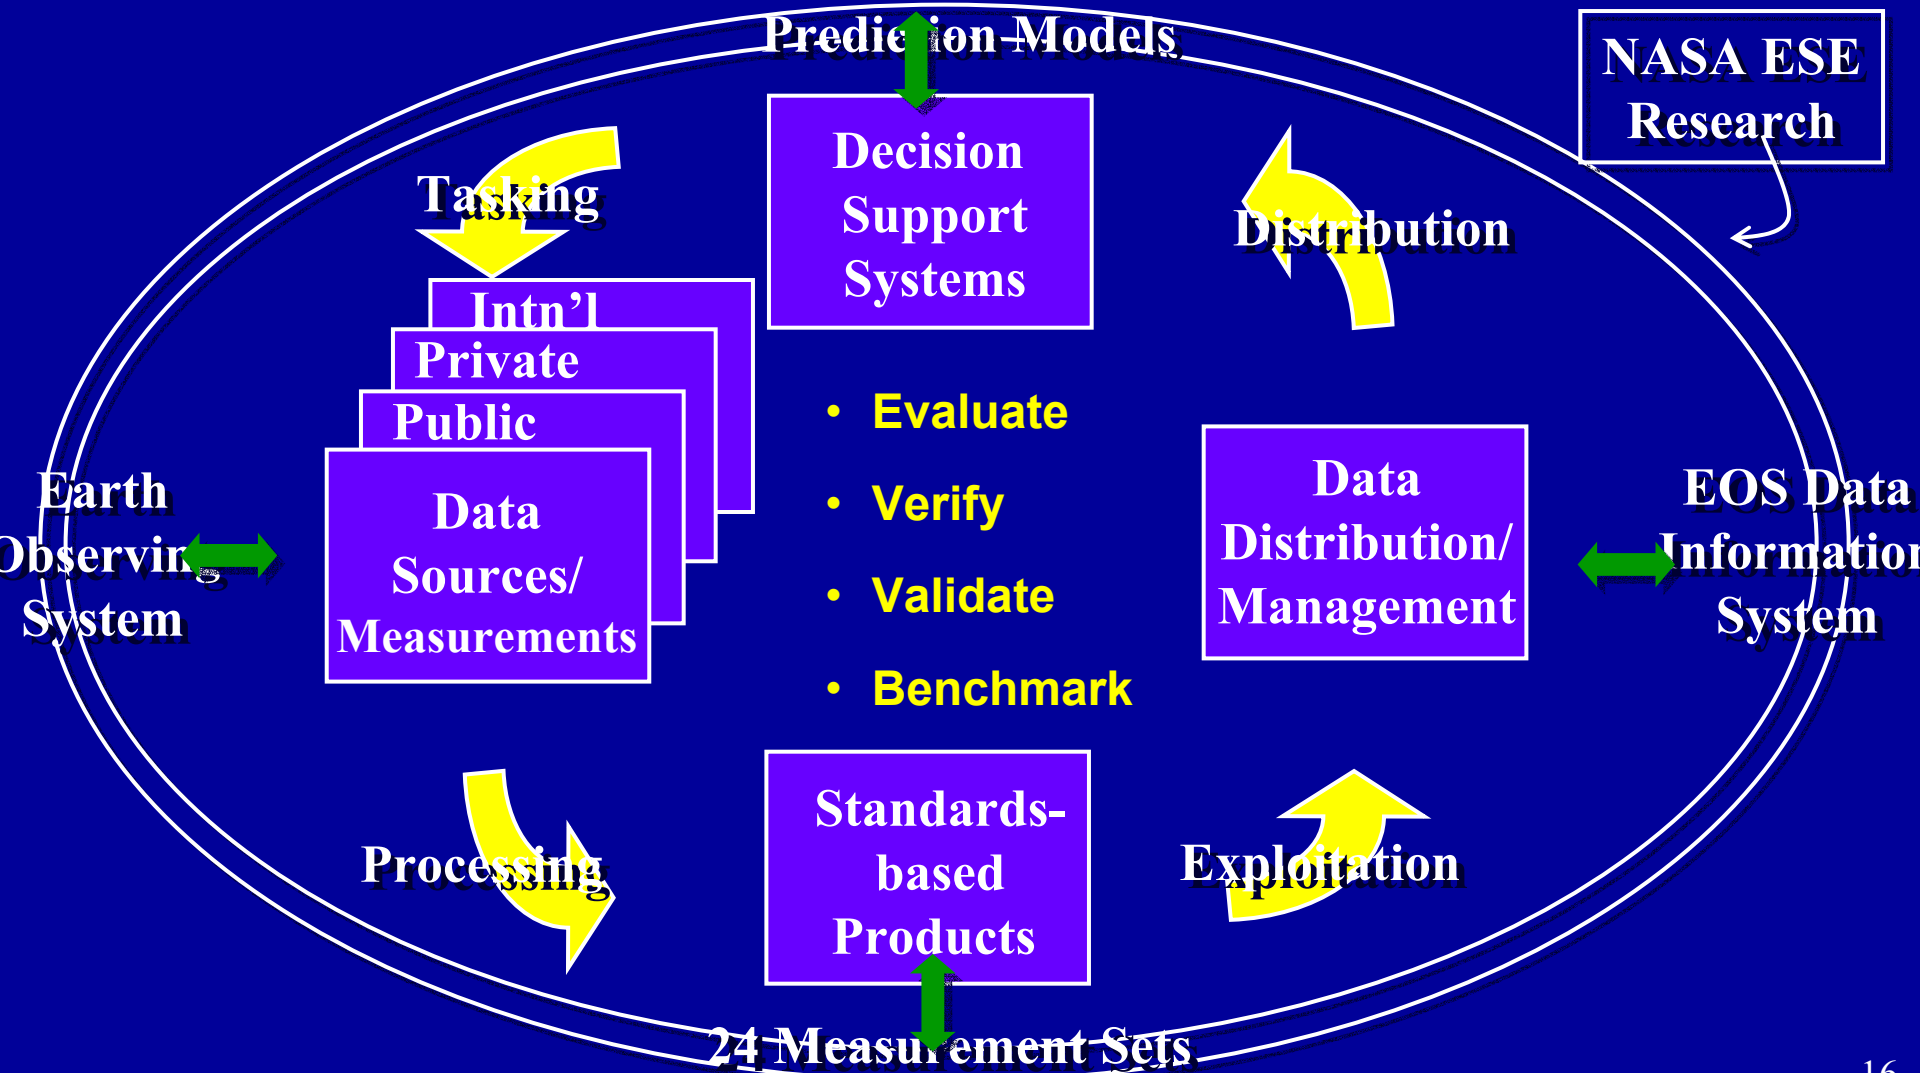 Prediction Models
NASA ESE
Research
Decision
Support
Systems
Tasking
Distribution
Intn’l
Private
Public
Data
Sources/
Measurements
• Evaluate
• Verify
• Validate
• Benchmark
Data
Distribution/
Management
Earth
Observing
System
EOS Data
Information
System
Processing
Standards-
based
Products
Exploitation
24 Measurement Sets
16